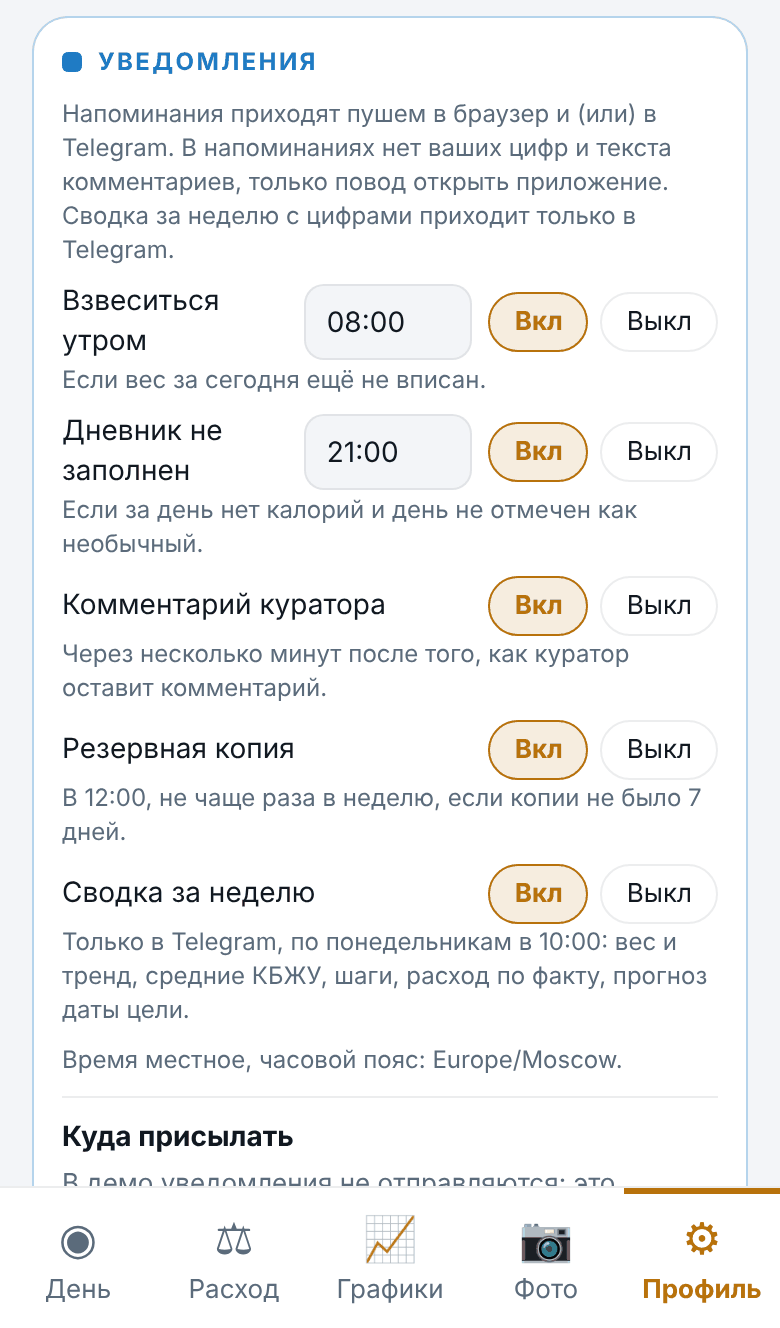 УВЕДОМЛЕНИЯ
Напоминания приходят пушем в браузер и (или) в
Telegram. В напоминаниях нет ваших цифр и текста
комментариев, только повод открыть приложение.
Сводка за неделю с цифрами приходит только в
Telegram.
Взвеситься
утром
08:00
Вкл
Выкл
Если вес за сегодня ещё не вписан.
Дневник не
заполнен
21:00
Вкл
Выкл
Если за день нет калорий и день не отмечен как
необычный.
Комментарий куратора
Вкл
Выкл
Через несколько минут после того, как куратор
оставит комментарий.
Резервная копия
Вкл
Выкл
В 12:00, не чаще раза в неделю, если копии не было 7
дней.
Сводка за неделю
Вкл
Выкл
Только в Telegram, по понедельникам в 10:00: вес и
тренд, средние КБЖУ, шаги, расход по факту, прогноз
даты цели.
Время местное, часовой пояс: Europe/Moscow.
Куда присылать
В демо уведомления не отправляются: это
День
Расход
Графики
Фото
Профиль